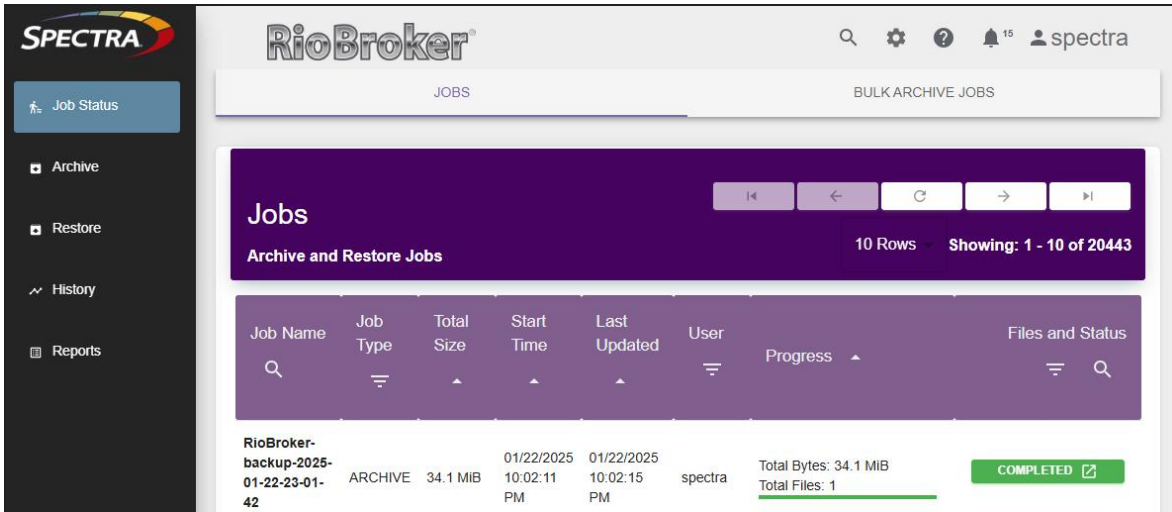 SPECTRA
RioBroker®
15
spectra
Job Status
JOBS
BULK ARCHIVE JOBS
Archive
Restore
History
Reports
Jobs
Archive and Restore Jobs
10 Rows
Showing: 1 - 10 of 20443
Job Name
Job
Type
Total
Size
Start
Time
Last
Updated
User
Progress
Files and Status
RioBroker-
backup-2025-
01-22-23-01-
42
ARCHIVE
34.1 MiB
01/22/2025
10:02:11
PM
01/22/2025
10:02:15
PM
spectra
Total Bytes: 34.1 MiB
Total Files: 1
COMPLETED